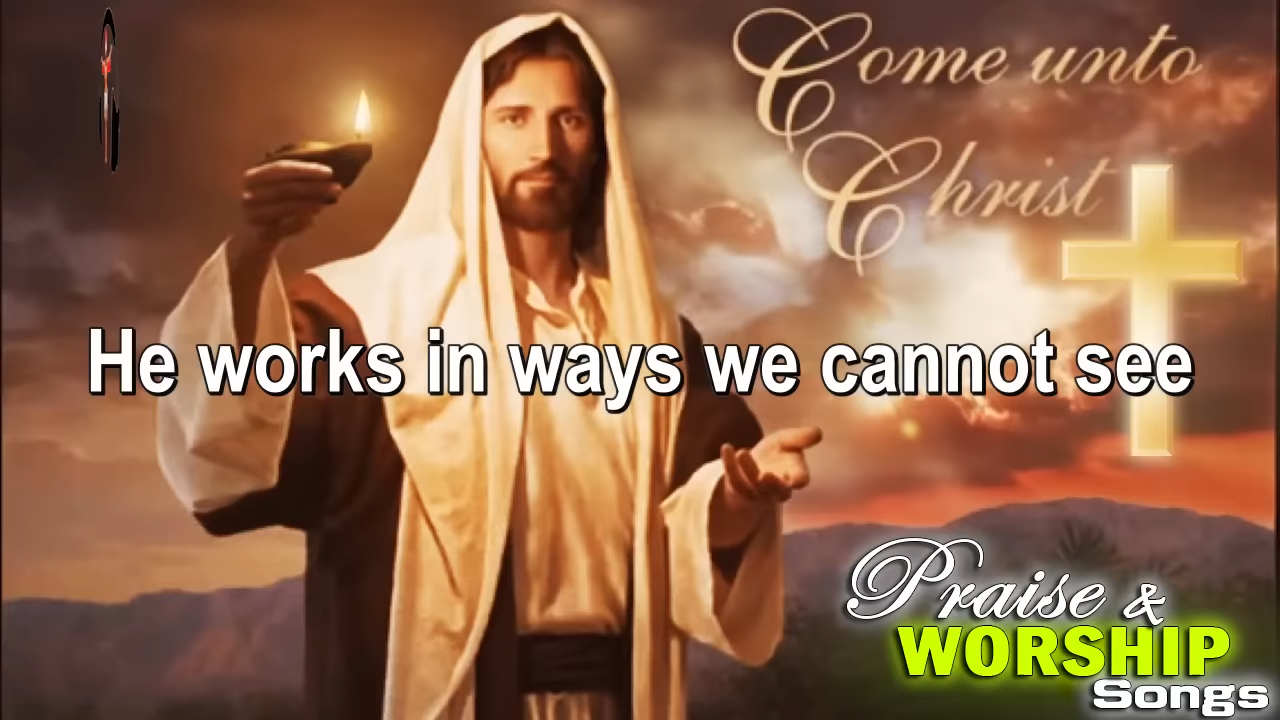 Come unto
Christ
He works in ways we cannot see
Praise &
WORSHIP
Songs